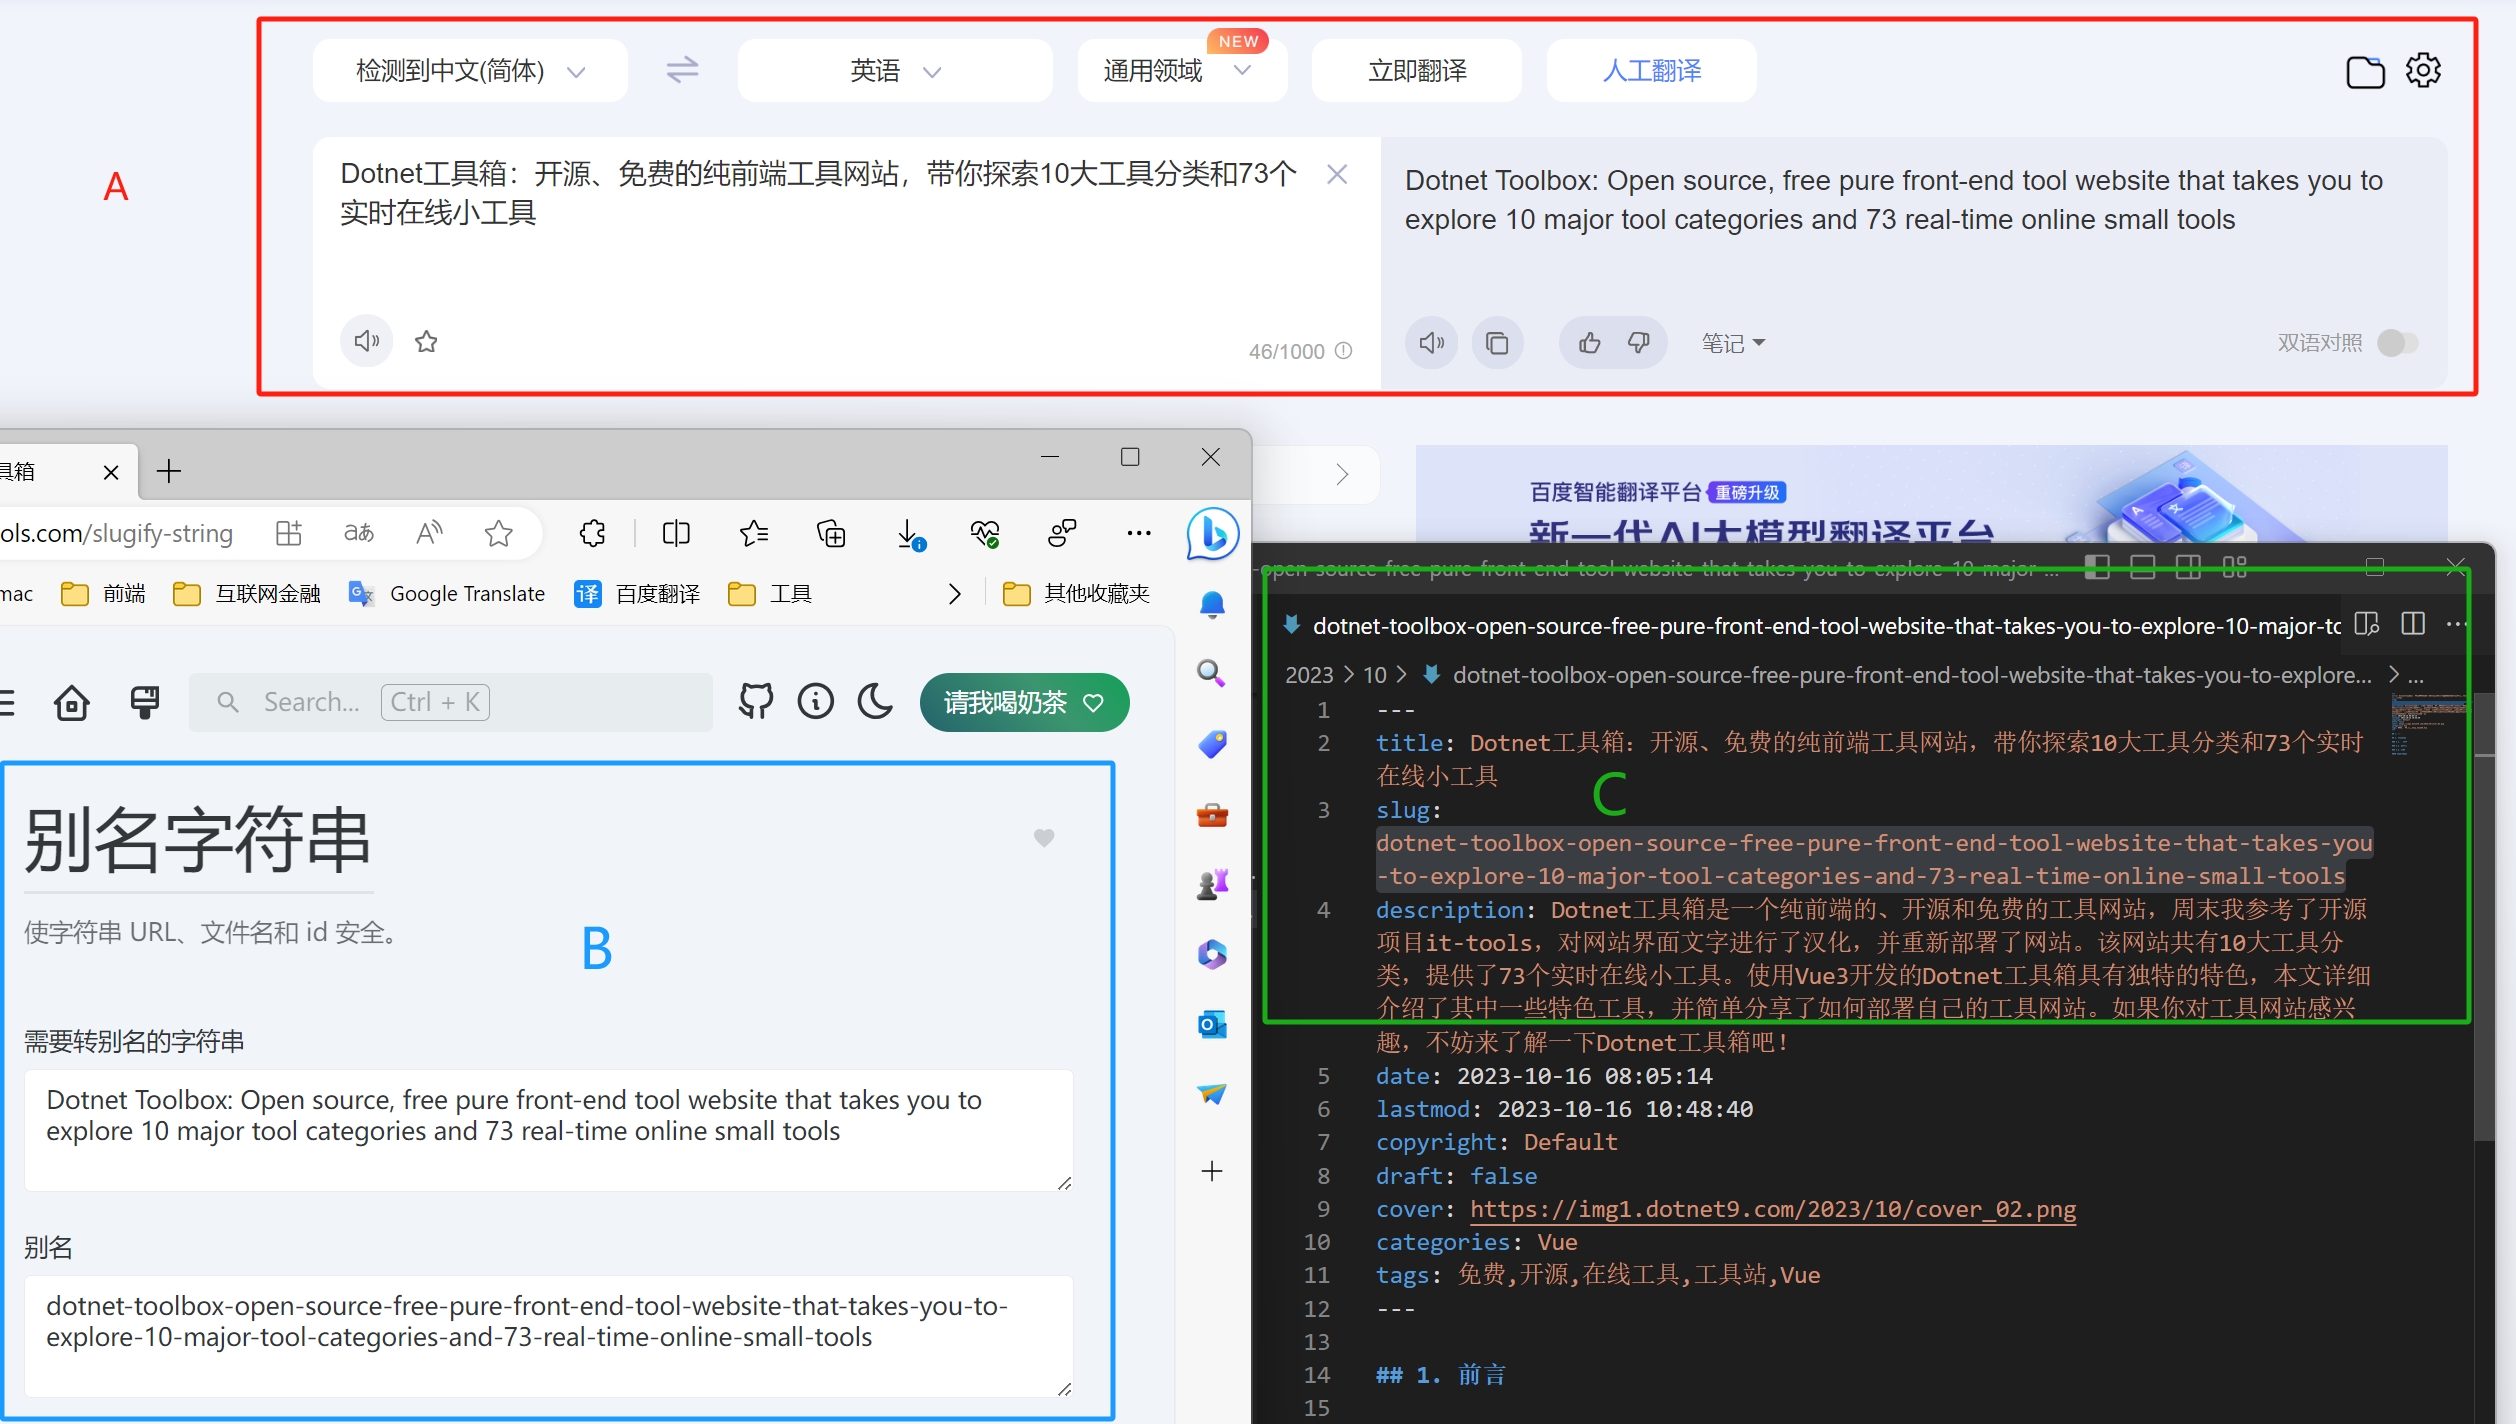 检测到中文(简体)
英语
通用领域
NEW
立即翻译
人工翻译
A
Dotnet工具箱：开源、免费的纯前端工具网站，带你探索10大工具分类和73个
实时在线小工具
46/1000
Dotnet Toolbox: Open source, free pure front-end tool website that takes you to
explore 10 major tool categories and 73 real-time online small tools
笔记
双语对照
百度智能翻译平台 重磅升级
新一代AI大模型翻译平台
具箱
ols.com/slugify-string
mac
前端
互联网金融
Google Translate
译 百度翻译
工具
其他收藏夹
Search...
Ctrl + K
请我喝奶茶
别名字符串
使字符串 URL、文件名和 id 安全。
B
需要转别名的字符串
Dotnet Toolbox: Open source, free pure front-end tool website that takes you to
explore 10 major tool categories and 73 real-time online small tools
别名
dotnet-toolbox-open-source-free-pure-front-end-tool-website-that-takes-you-to-
explore-10-major-tool-categories-and-73-real-time-online-small-tools
-open-source-free-pure-front-end-tool-website-that-takes-you-to-explore-10-major-...
dotnet-toolbox-open-source-free-pure-front-end-tool-website-that-takes-you-to-explore-10-major-to
2023 > 10 > dotnet-toolbox-open-source-free-pure-front-end-tool-website-that-takes-you-to-explore... > ...
1 ---
2 title: Dotnet工具箱：开源、免费的纯前端工具网站，带你探索10大工具分类和73个实时
在线小工具
C
3 slug:
dotnet-toolbox-open-source-free-pure-front-end-tool-website-that-takes-you
-to-explore-10-major-tool-categories-and-73-real-time-online-small-tools
4 description: Dotnet工具箱是一个纯前端的、开源和免费的工具网站，周末我参考了开源
项目it-tools，对网站界面文字进行了汉化，并重新部署了网站。该网站共有10大工具分
类，提供了73个实时在线小工具。使用Vue3开发的Dotnet工具箱具有独特的特色，本文详细
介绍了其中一些特色工具，并简单分享了如何部署自己的工具网站。如果你对工具网站感兴
趣，不妨来了解一下Dotnet工具箱吧！
5 date: 2023-10-16 08:05:14
6 lastmod: 2023-10-16 10:48:40
7 copyright: Default
8 draft: false
9 cover: https://img1.dotnet9.com/2023/10/cover_02.png
10 categories: Vue
11 tags: 免费,开源,在线工具,工具站,Vue
12 ---
13
14 ## 1. 前言
15